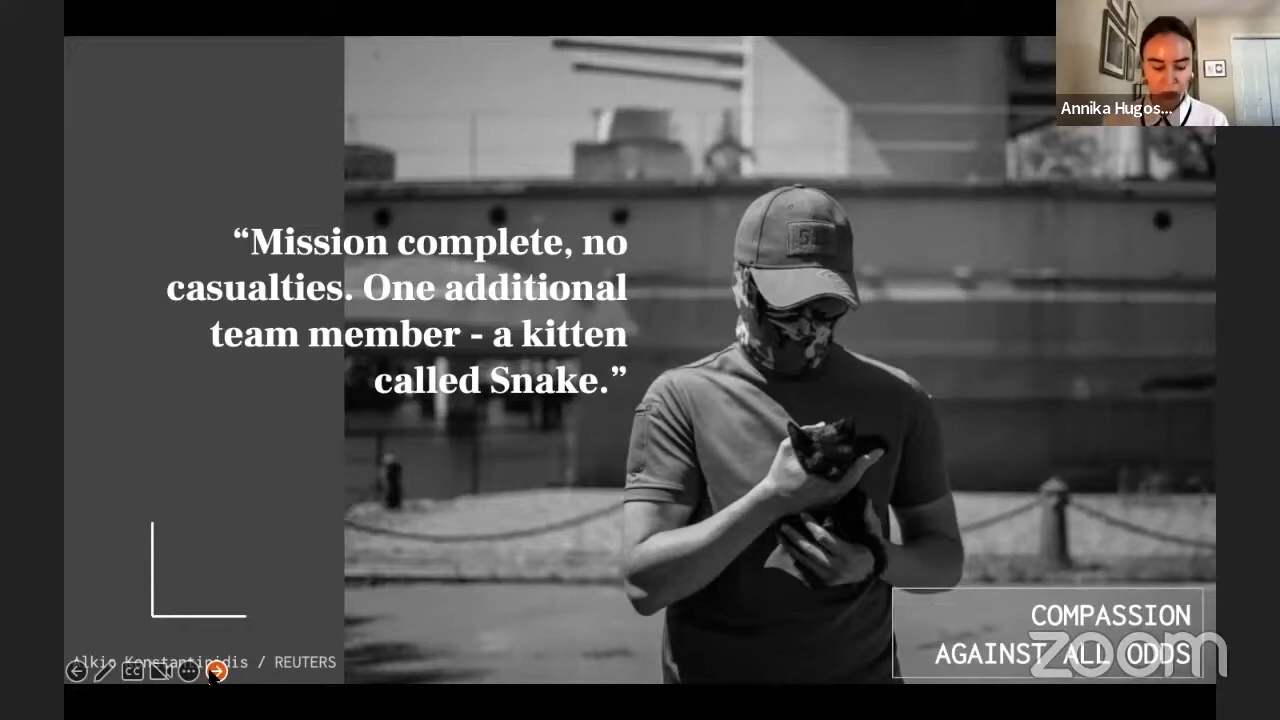 Annika Hugos...
“Mission complete, no
casualties. One additional
team member - a kitten
called Snake.”
COMPASSION
AGAINST ALL ODDS
zoom
Alkis Konstantinidis / REUTERS
CC